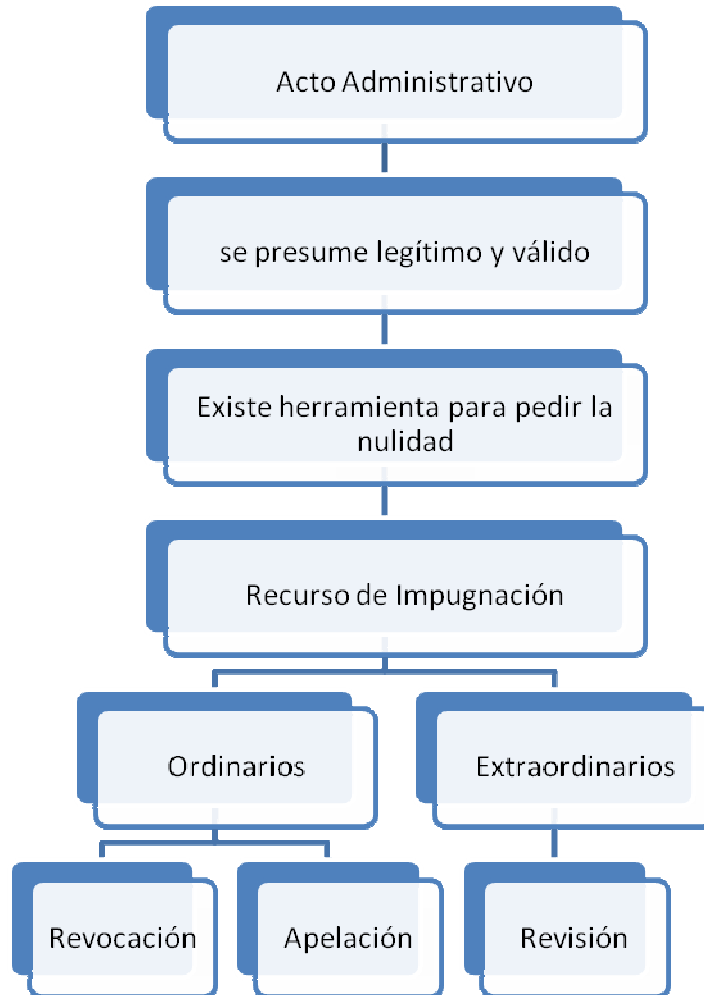 Acto Administrativo
se presume legítimo y válido
Existe herramienta para pedir la
nulidad
Recurso de Impugnación
Ordinarios
Extraordinarios
Revocación
Apelación
Revisión